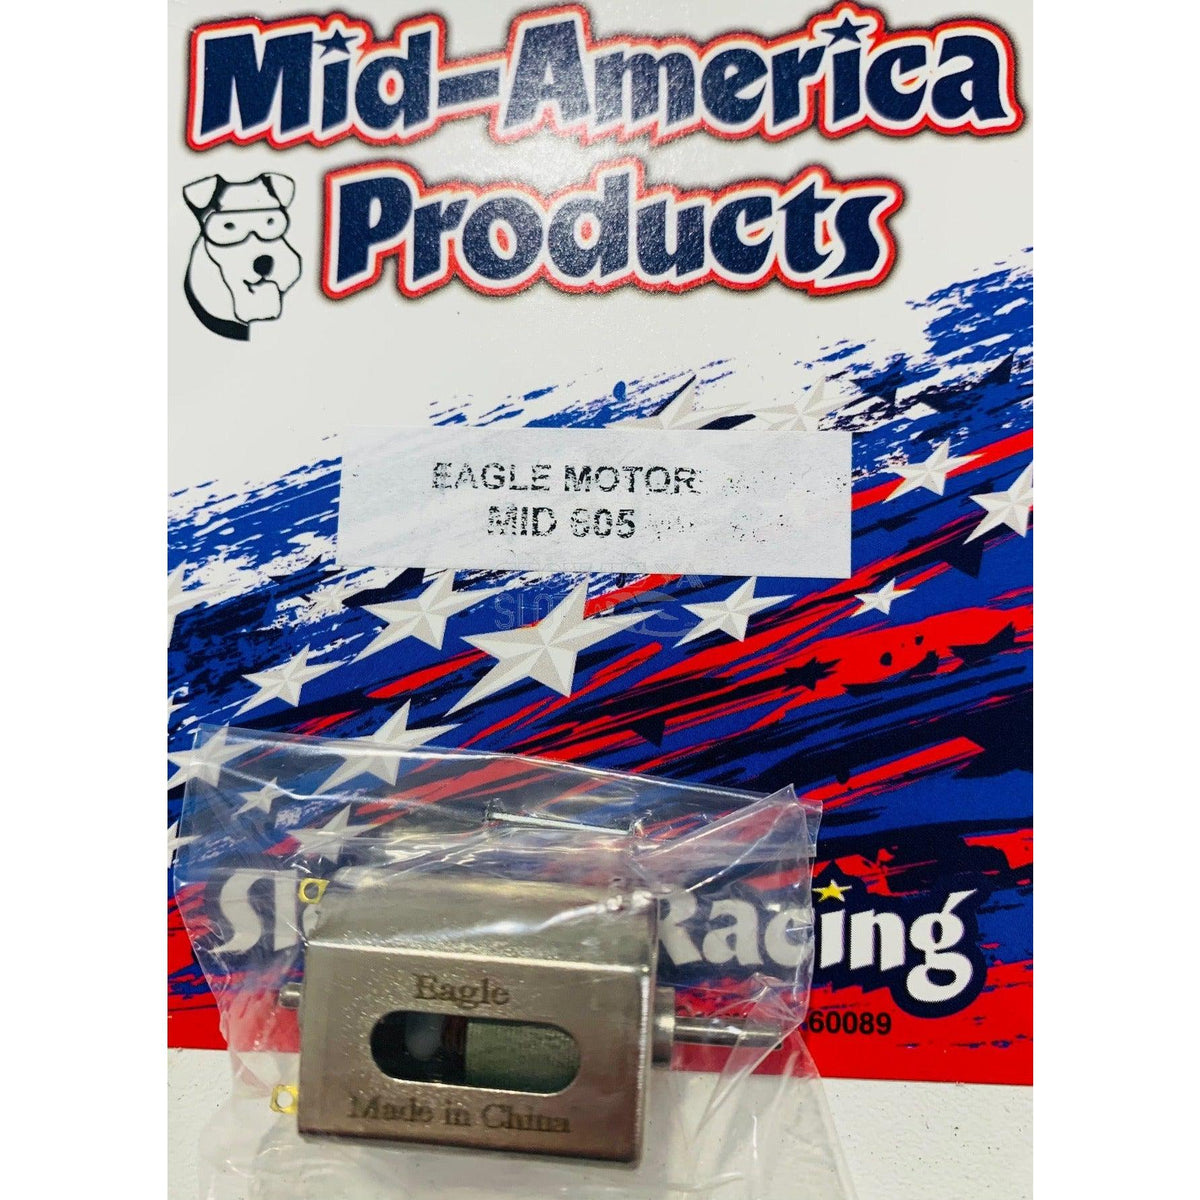 Mid-America
Products
EAGLE MOTOR
MID 605
Racing
60089
Eagle
Made in China